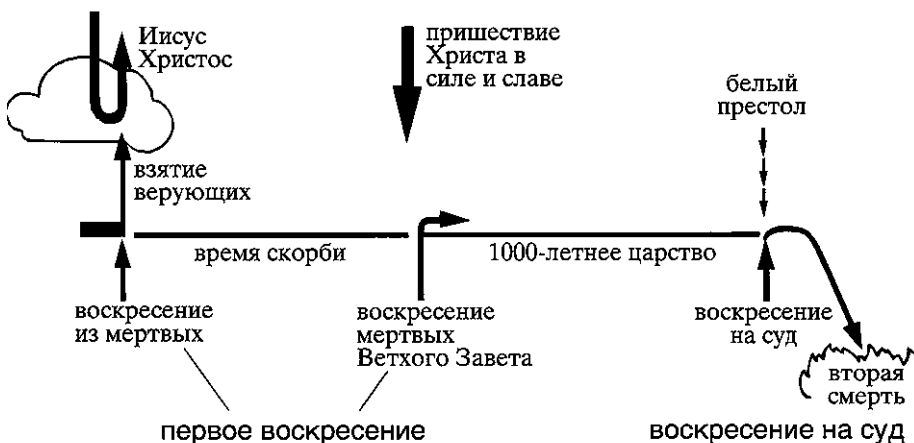 Иисус
Христос
пришествие
Христа в
силе и славе
белый
престол
взятие
верующих
время скорби
1000-летнее царство
воскресение
из мертвых
воскресение
мертвых
Ветхого Завета
воскресение
на суд
вторая
смерть
первое воскресение
воскресение на суд